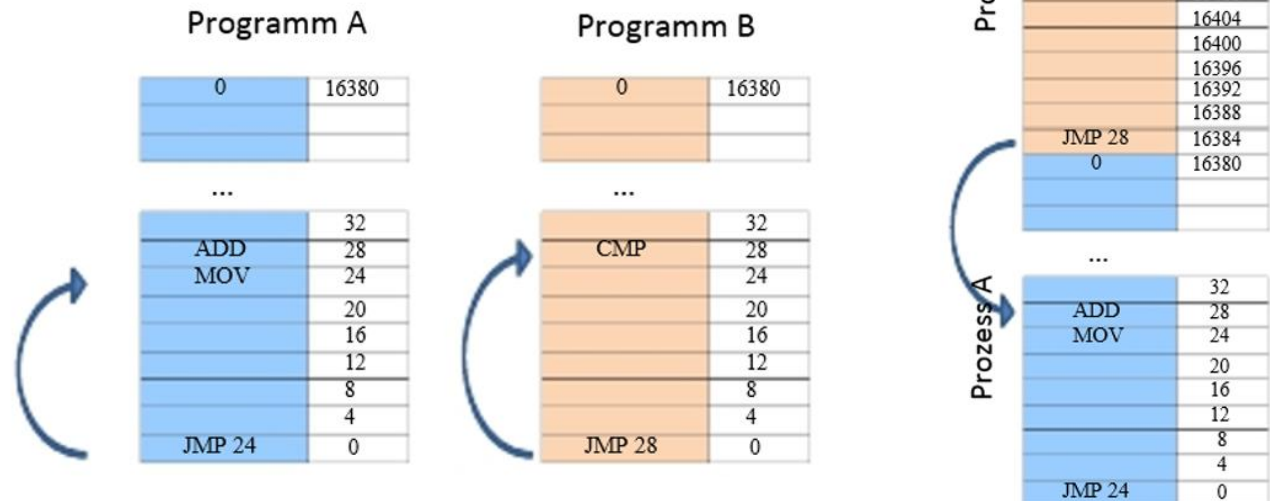 Programm A
0 16380
...
32
ADD 28
MOV 24
20
16
12
8
4
JMP 24 0
Programm B
0 16380
...
32
CMP 28
24
20
16
12
8
4
JMP 28 0
Pro
16404
16400
16396
16392
16388
JMP 28 16384
0 16380
...
Prozess A
32
ADD 28
MOV 24
20
16
12
8
4
JMP 24 0